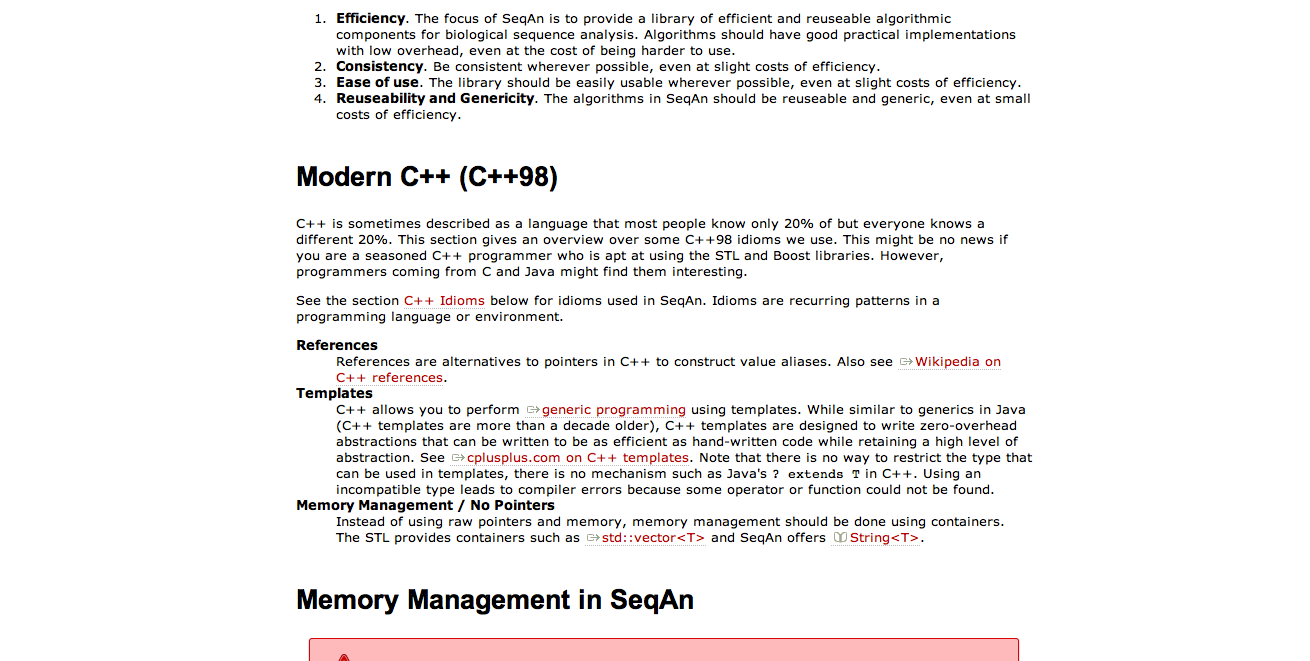 1. Efficiency. The focus of SeqAn is to provide a library of efficient and reuseable algorithmic
components for biological sequence analysis. Algorithms should have good practical implementations
with low overhead, even at the cost of being harder to use.
2. Consistency. Be consistent wherever possible, even at slight costs of efficiency.
3. Ease of use. The library should be easily usable wherever possible, even at slight costs of efficiency.
4. Reuseability and Genericity. The algorithms in SeqAn should be reuseable and generic, even at small
costs of efficiency.
Modern C++ (C++98)
C++ is sometimes described as a language that most people know only 20% of but everyone knows a
different 20%. This section gives an overview over some C++98 idioms we use. This might be no news if
you are a seasoned C++ programmer who is apt at using the STL and Boost libraries. However,
programmers coming from C and Java might find them interesting.
See the section C++ Idioms below for idioms used in SeqAn. Idioms are recurring patterns in a
programming language or environment.
References
References are alternatives to pointers in C++ to construct value aliases. Also see Wikipedia on
C++ references.
Templates
C++ allows you to perform generic programming using templates. While similar to generics in Java
(C++ templates are more than a decade older), C++ templates are designed to write zero-overhead
abstractions that can be written to be as efficient as hand-written code while retaining a high level of
abstraction. See cplusplus.com on C++ templates. Note that there is no way to restrict the type that
can be used in templates, there is no mechanism such as Java's ? extends T in C++. Using an
incompatible type leads to compiler errors because some operator or function could not be found.
Memory Management / No Pointers
Instead of using raw pointers and memory, memory management should be done using containers.
The STL provides containers such as std::vector<T> and SeqAn offers String<T>.
Memory Management in SeqAn